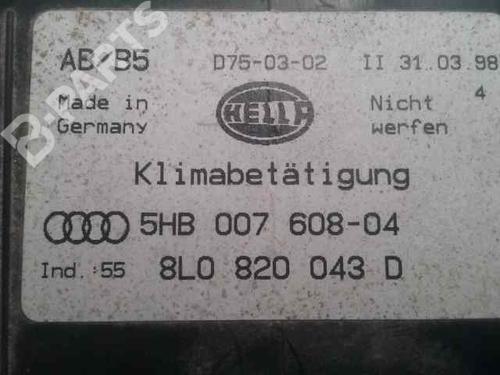 AB/B5 D75-03-02 II 31.03.98
Made in Germany
HELLA
Nicht werfen
4
Klimabetätigung
5HB 007 608-04
Ind.:55 8L0 820 043 D
B-PARTS